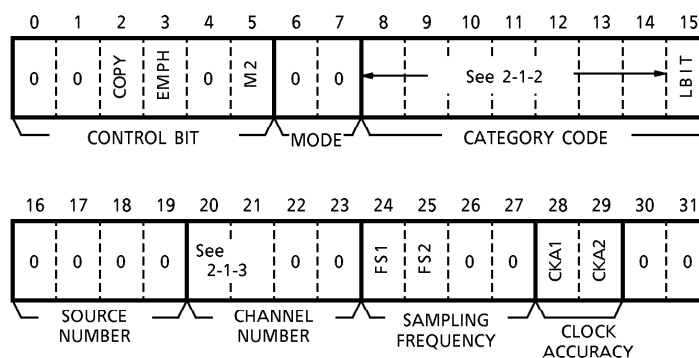 0 1 2 3 4 5 6 7 8 9 10 11 12 13 14 15
0 0 COPY EMPH 0 M2 0 0 See 2-1-2 LBIT
CONTROL BIT MODE CATEGORY CODE
16 17 18 19 20 21 22 23 24 25 26 27 28 29 30 31
0 0 0 0 See 2-1-3 0 0 FS1 FS2 0 0 CKA1 CKA2 0 0
SOURCE NUMBER CHANNEL NUMBER SAMPLING FREQUENCY CLOCK ACCURACY